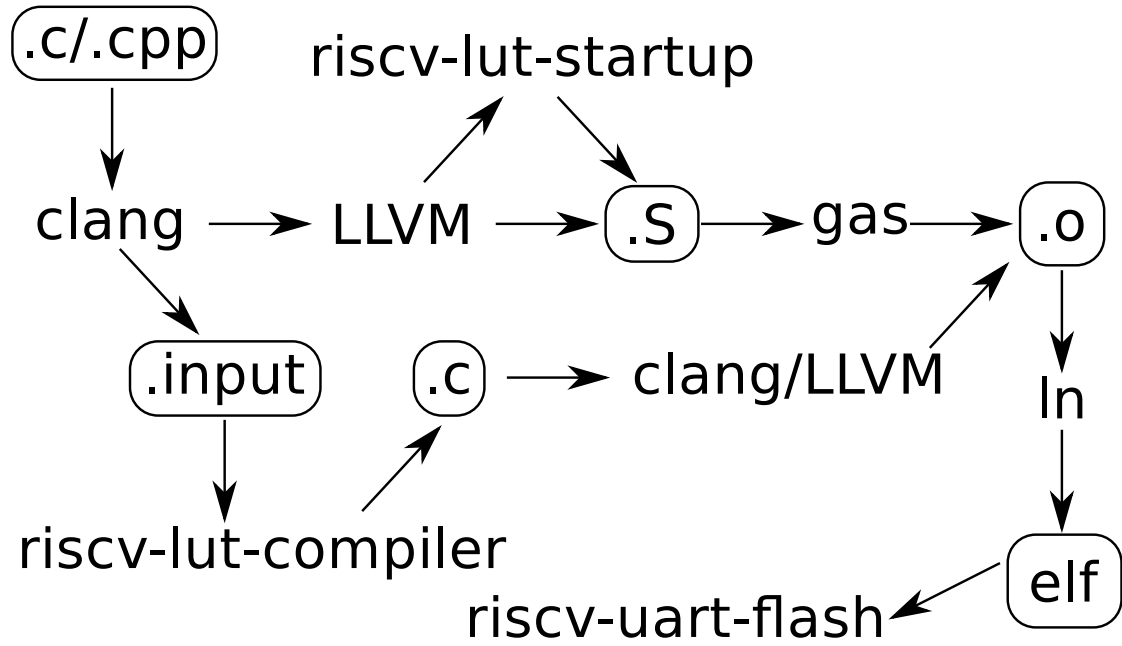 .c/.cpp
riscv-lut-startup
clang
LLVM
.S
gas
.o
.input
.c
clang/LLVM
ln
riscv-lut-compiler
elf
riscv-uart-flash